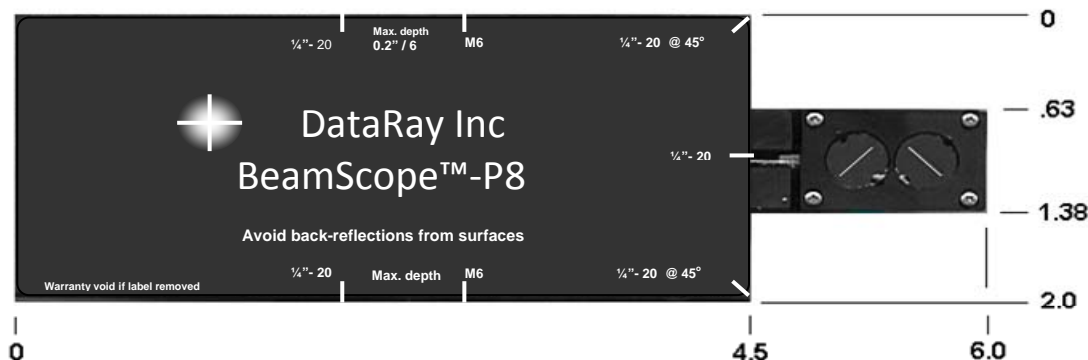 ¼”- 20
Max. depth
0.2” / 6
M6
¼”- 20 @ 45°
0
.63
DataRay Inc
¼”- 20
BeamScope™-P8
1.38
Avoid back-reflections from surfaces
¼”- 20
Max. depth
M6
¼”- 20 @ 45°
Warranty void if label removed
2.0
0
4.5
6.0